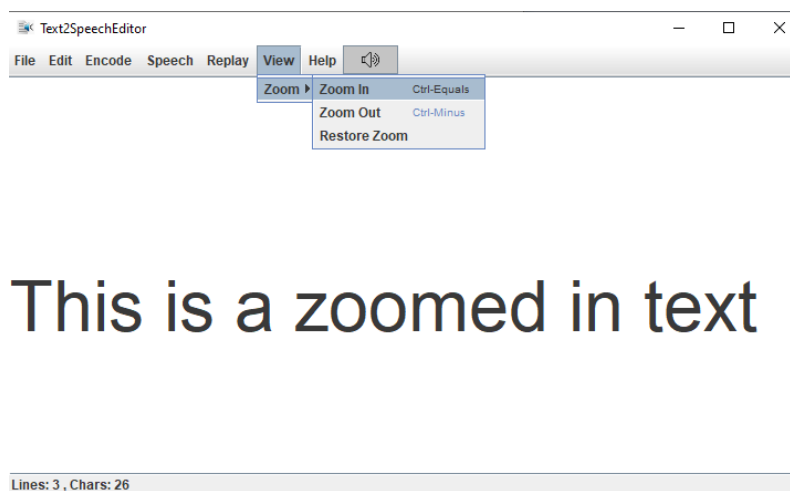 Text2SpeechEditor
File Edit Encode Speech Replay View Help
Zoom Zoom In Ctrl-Equals
Zoom Out Ctrl-Minus
Restore Zoom
This is a zoomed in text
Lines: 3 , Chars: 26